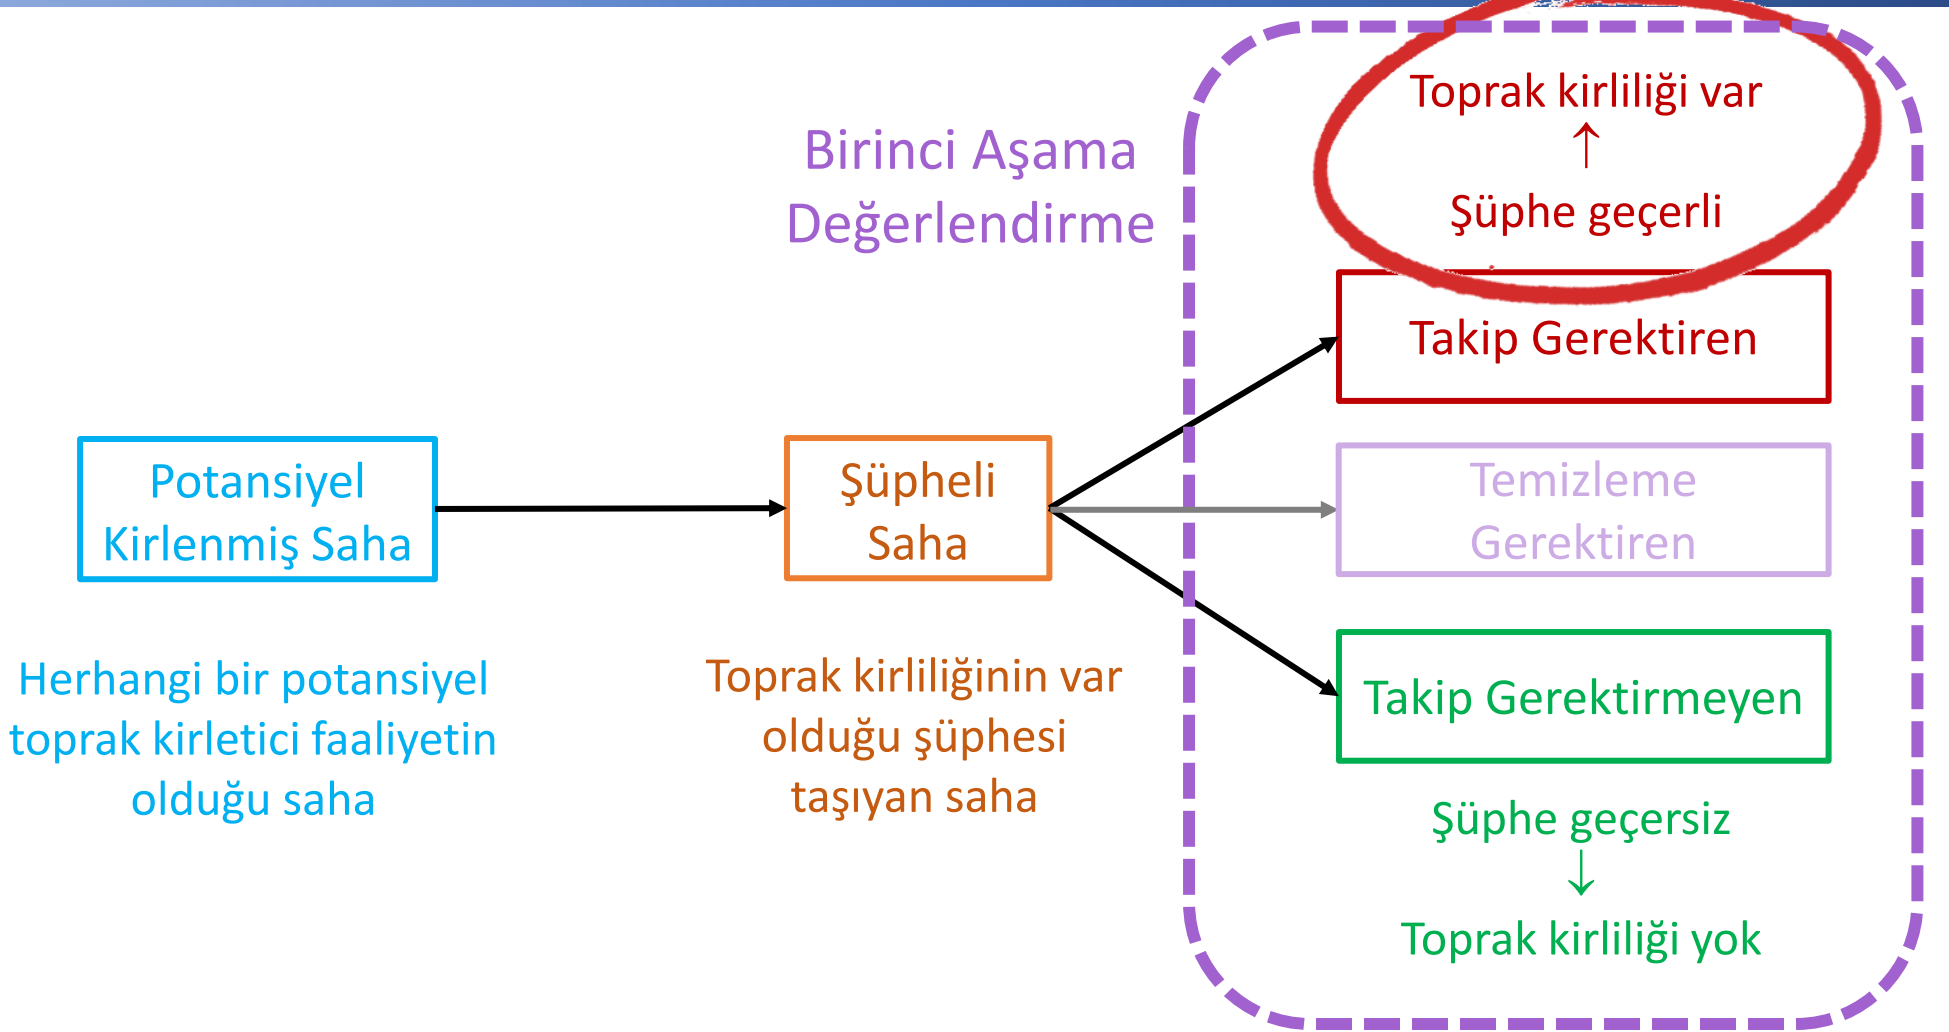 Birinci Aşama
Değerlendirme
Toprak kirliliği var
↑
Şüphe geçerli
Takip Gerektiren
Potansiyel
Kirlenmiş Saha
Şüpheli
Saha
Temizleme
Gerektiren
Herhangi bir potansiyel
toprak kirletici faaliyetin
olduğu saha
Toprak kirliliğinin var
olduğu şüphesi
taşıyan saha
Takip Gerektirmeyen
Şüphe geçersiz
↓
Toprak kirliliği yok